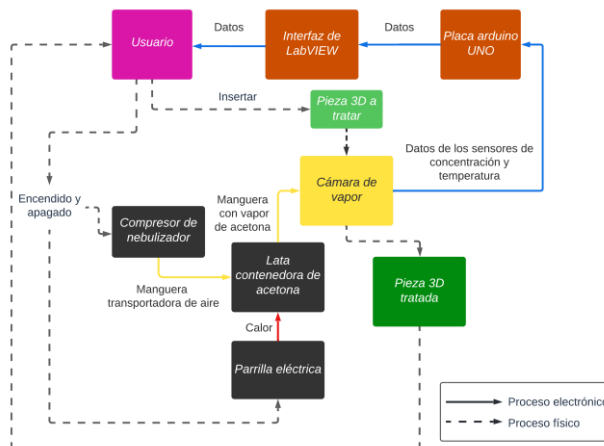 Usuario
Datos
Interfaz de
LabVIEW
Datos
Placa arduino
UNO
Insertar
Pieza 3D a
tratar
Datos de los sensores de
concentración y
temperatura
Cámara de
vapor
Encendido y
apagado
Manguera
con vapor
de acetona
Compresor de
nebulizador
Lata
contenedora de
acetona
Manguera
transportadora de aire
Pieza 3D
tratada
Calor
Parrilla eléctrica
Proceso electrónico
Proceso físico